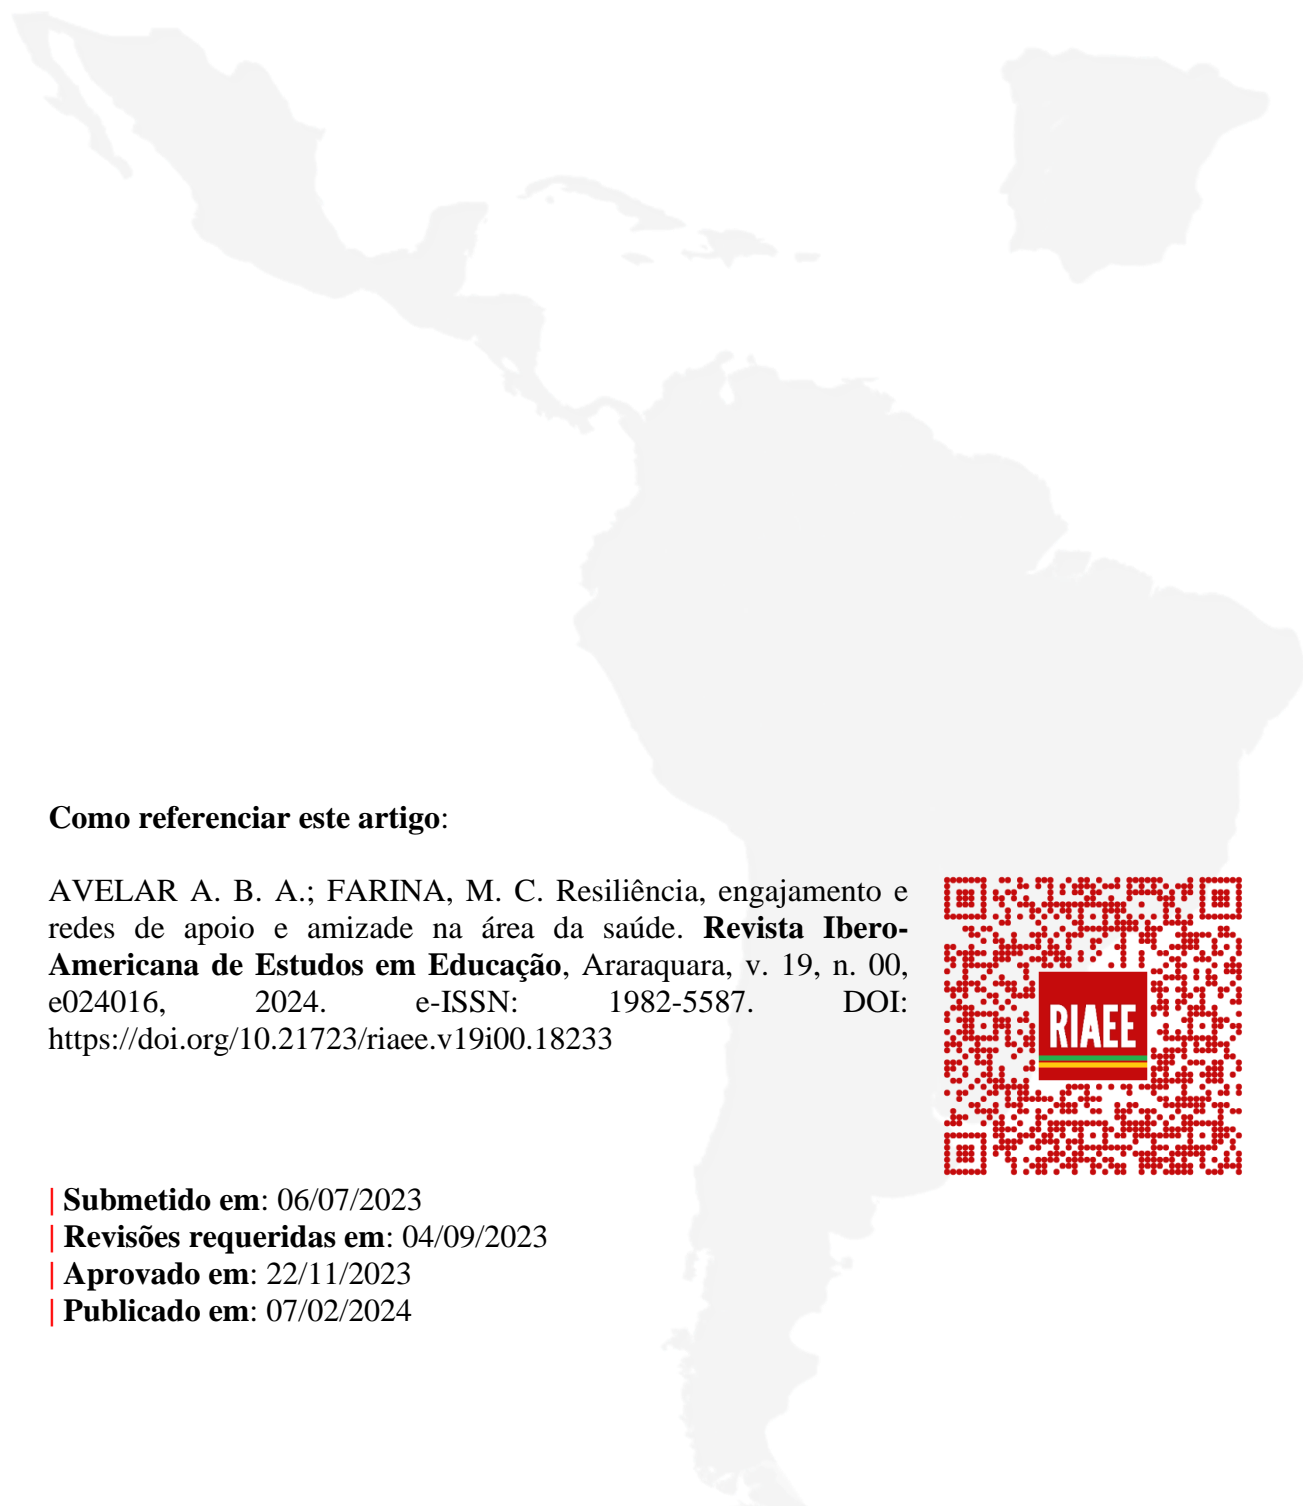 Como referenciar este artigo:
AVELAR A. B. A.; FARINA, M. C. Resiliência, engajamento e
redes de apoio e amizade na área da saúde. Revista Ibero-
Americana de Estudos em Educação, Araraquara, v. 19, n. 00,
e024016, 2024. e-ISSN: 1982-5587. DOI:
https://doi.org/10.21723/riaee.v19i00.18233
RIAEE
| Submetido em: 06/07/2023
| Revisões requeridas em: 04/09/2023
| Aprovado em: 22/11/2023
| Publicado em: 07/02/2024